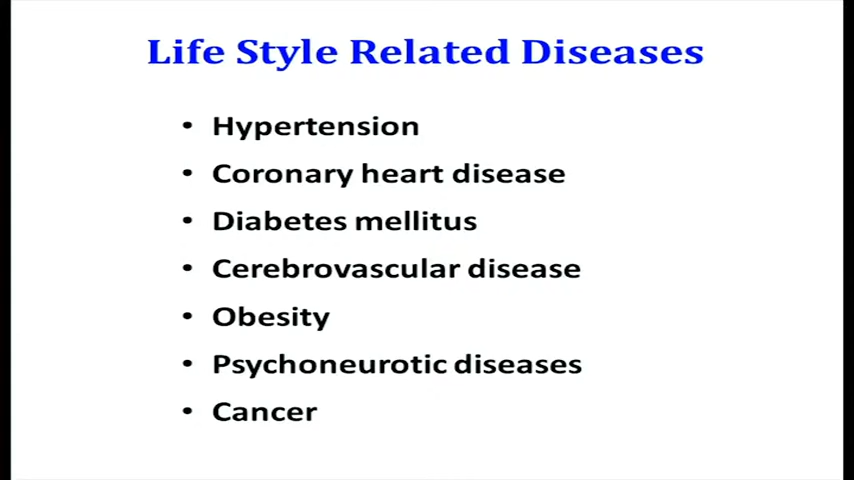 Life Style Related Diseases
• Hypertension
• Coronary heart disease
• Diabetes mellitus
• Cerebrovascular disease
• Obesity
• Psychoneurotic diseases
• Cancer